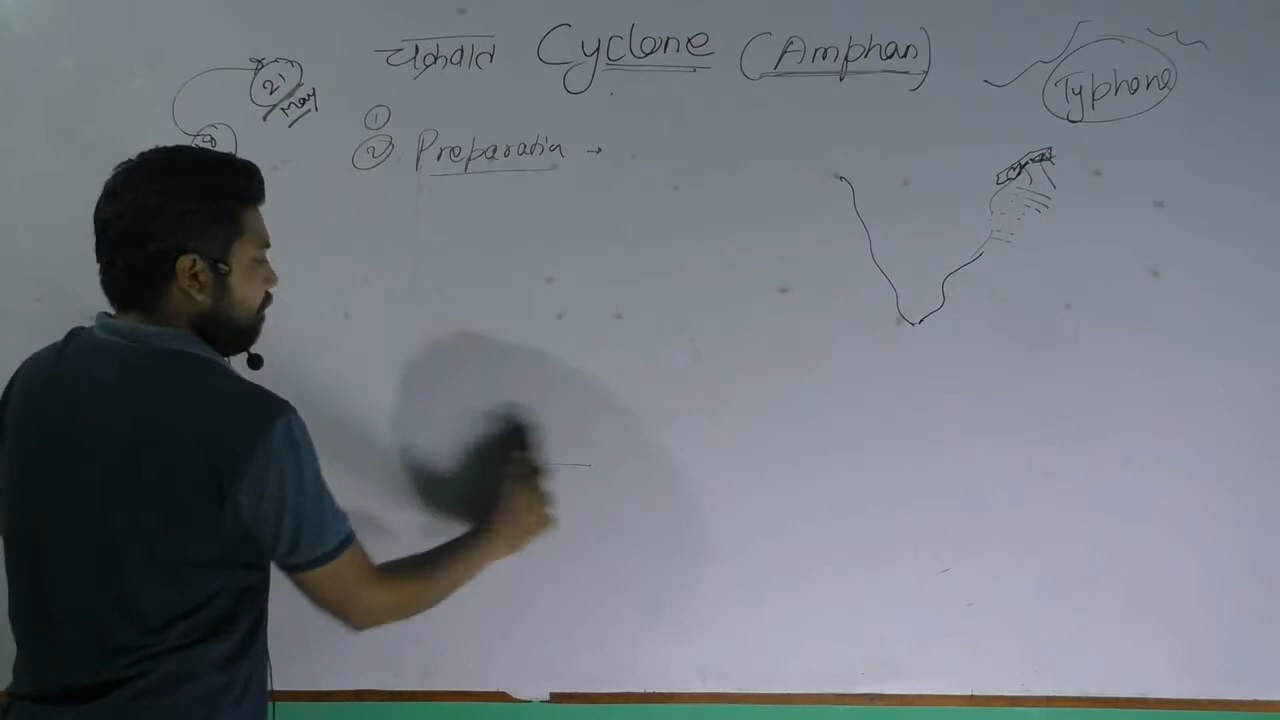 चक्रवात Cyclone (Amphan)
Typhone
21
May
①
② Preparation →